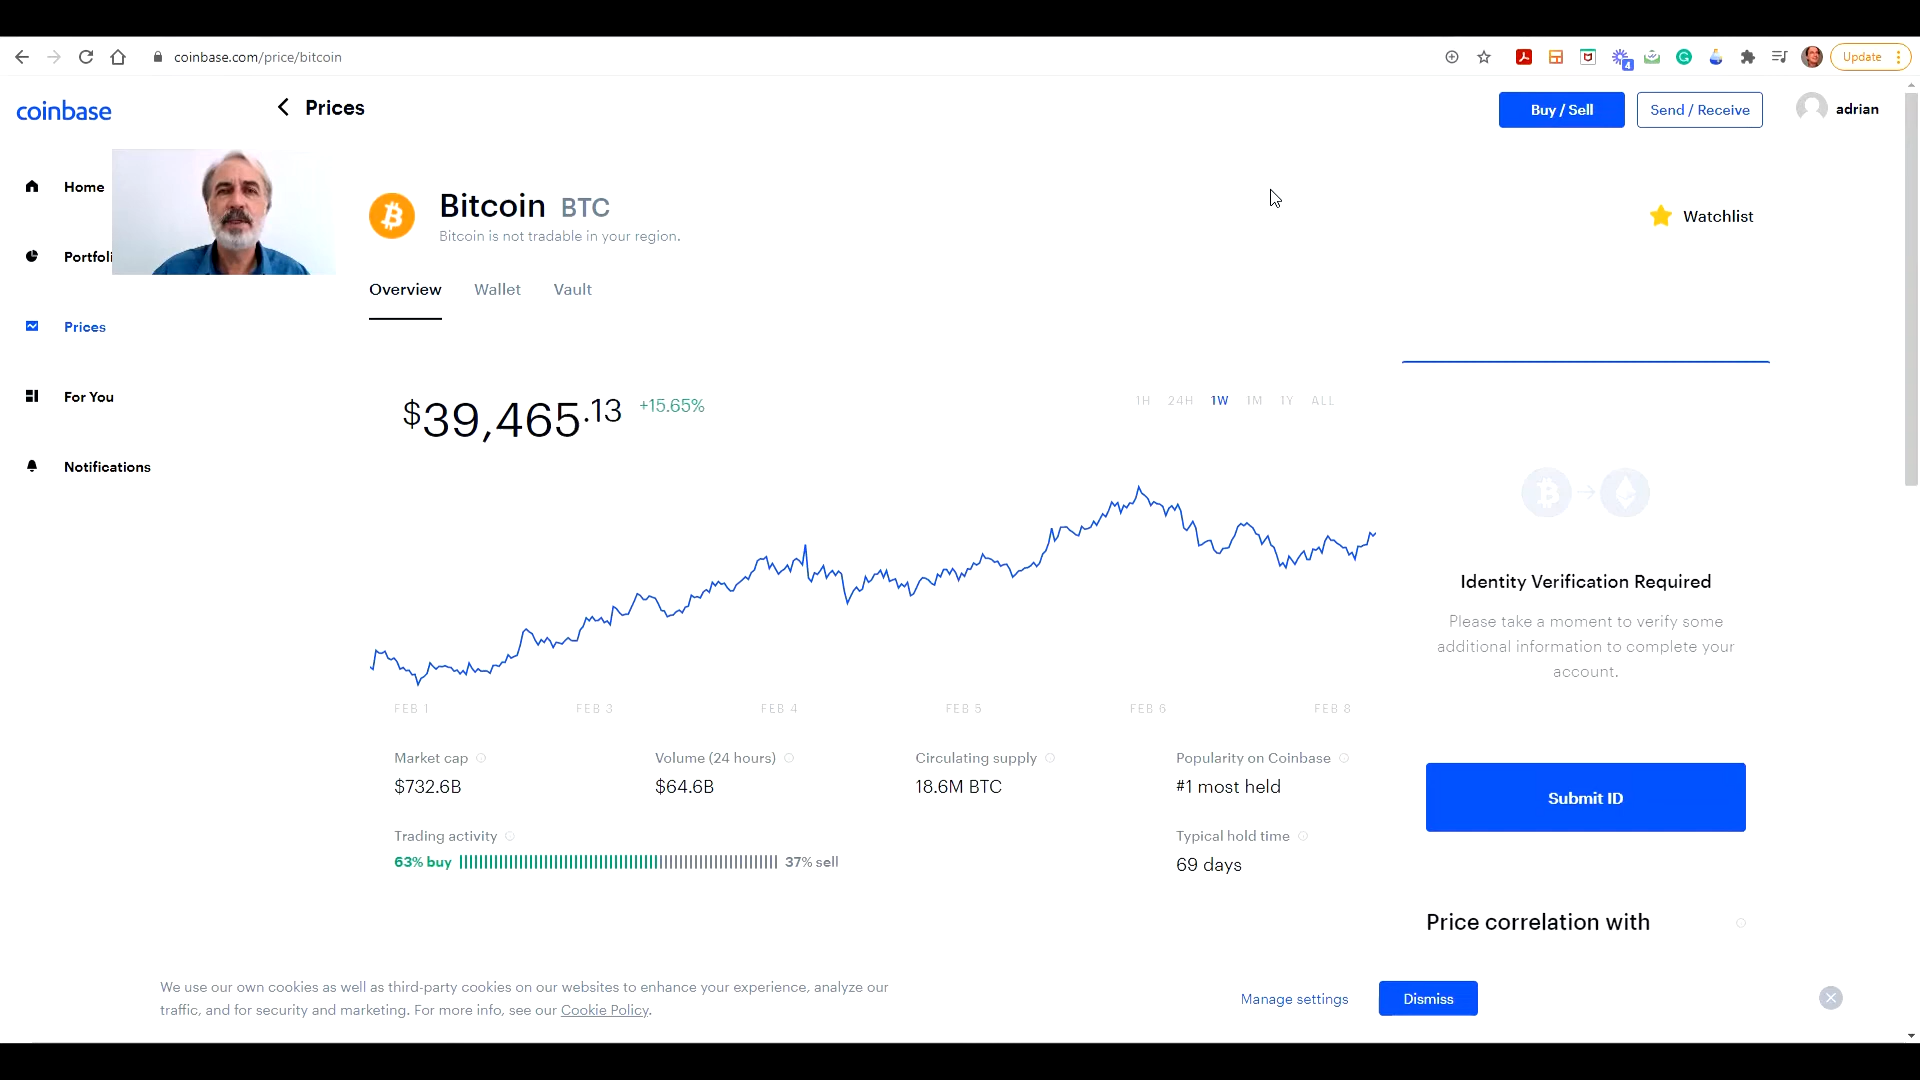 coinbase.com/price/bitcoin
4
Update
coinbase
Prices
Buy / Sell
Send / Receive
adrian
Home
Portfoli
Prices
For You
Notifications
Bitcoin BTC
Bitcoin is not tradable in your region.
Watchlist
Overview
Wallet
Vault
$39,465.13 +15.65%
1H 24H 1W 1M 1Y ALL
FEB 1 FEB 3 FEB 4 FEB 5 FEB 6 FEB 8
Market cap
$732.6B
Volume (24 hours)
$64.6B
Circulating supply
18.6M BTC
Popularity on Coinbase
#1 most held
Trading activity
63% buy 37% sell
Typical hold time
69 days
Identity Verification Required
Please take a moment to verify some
additional information to complete your
account.
Submit ID
Price correlation with
We use our own cookies as well as third-party cookies on our websites to enhance your experience, analyze our
traffic, and for security and marketing. For more info, see our Cookie Policy.
Manage settings
Dismiss